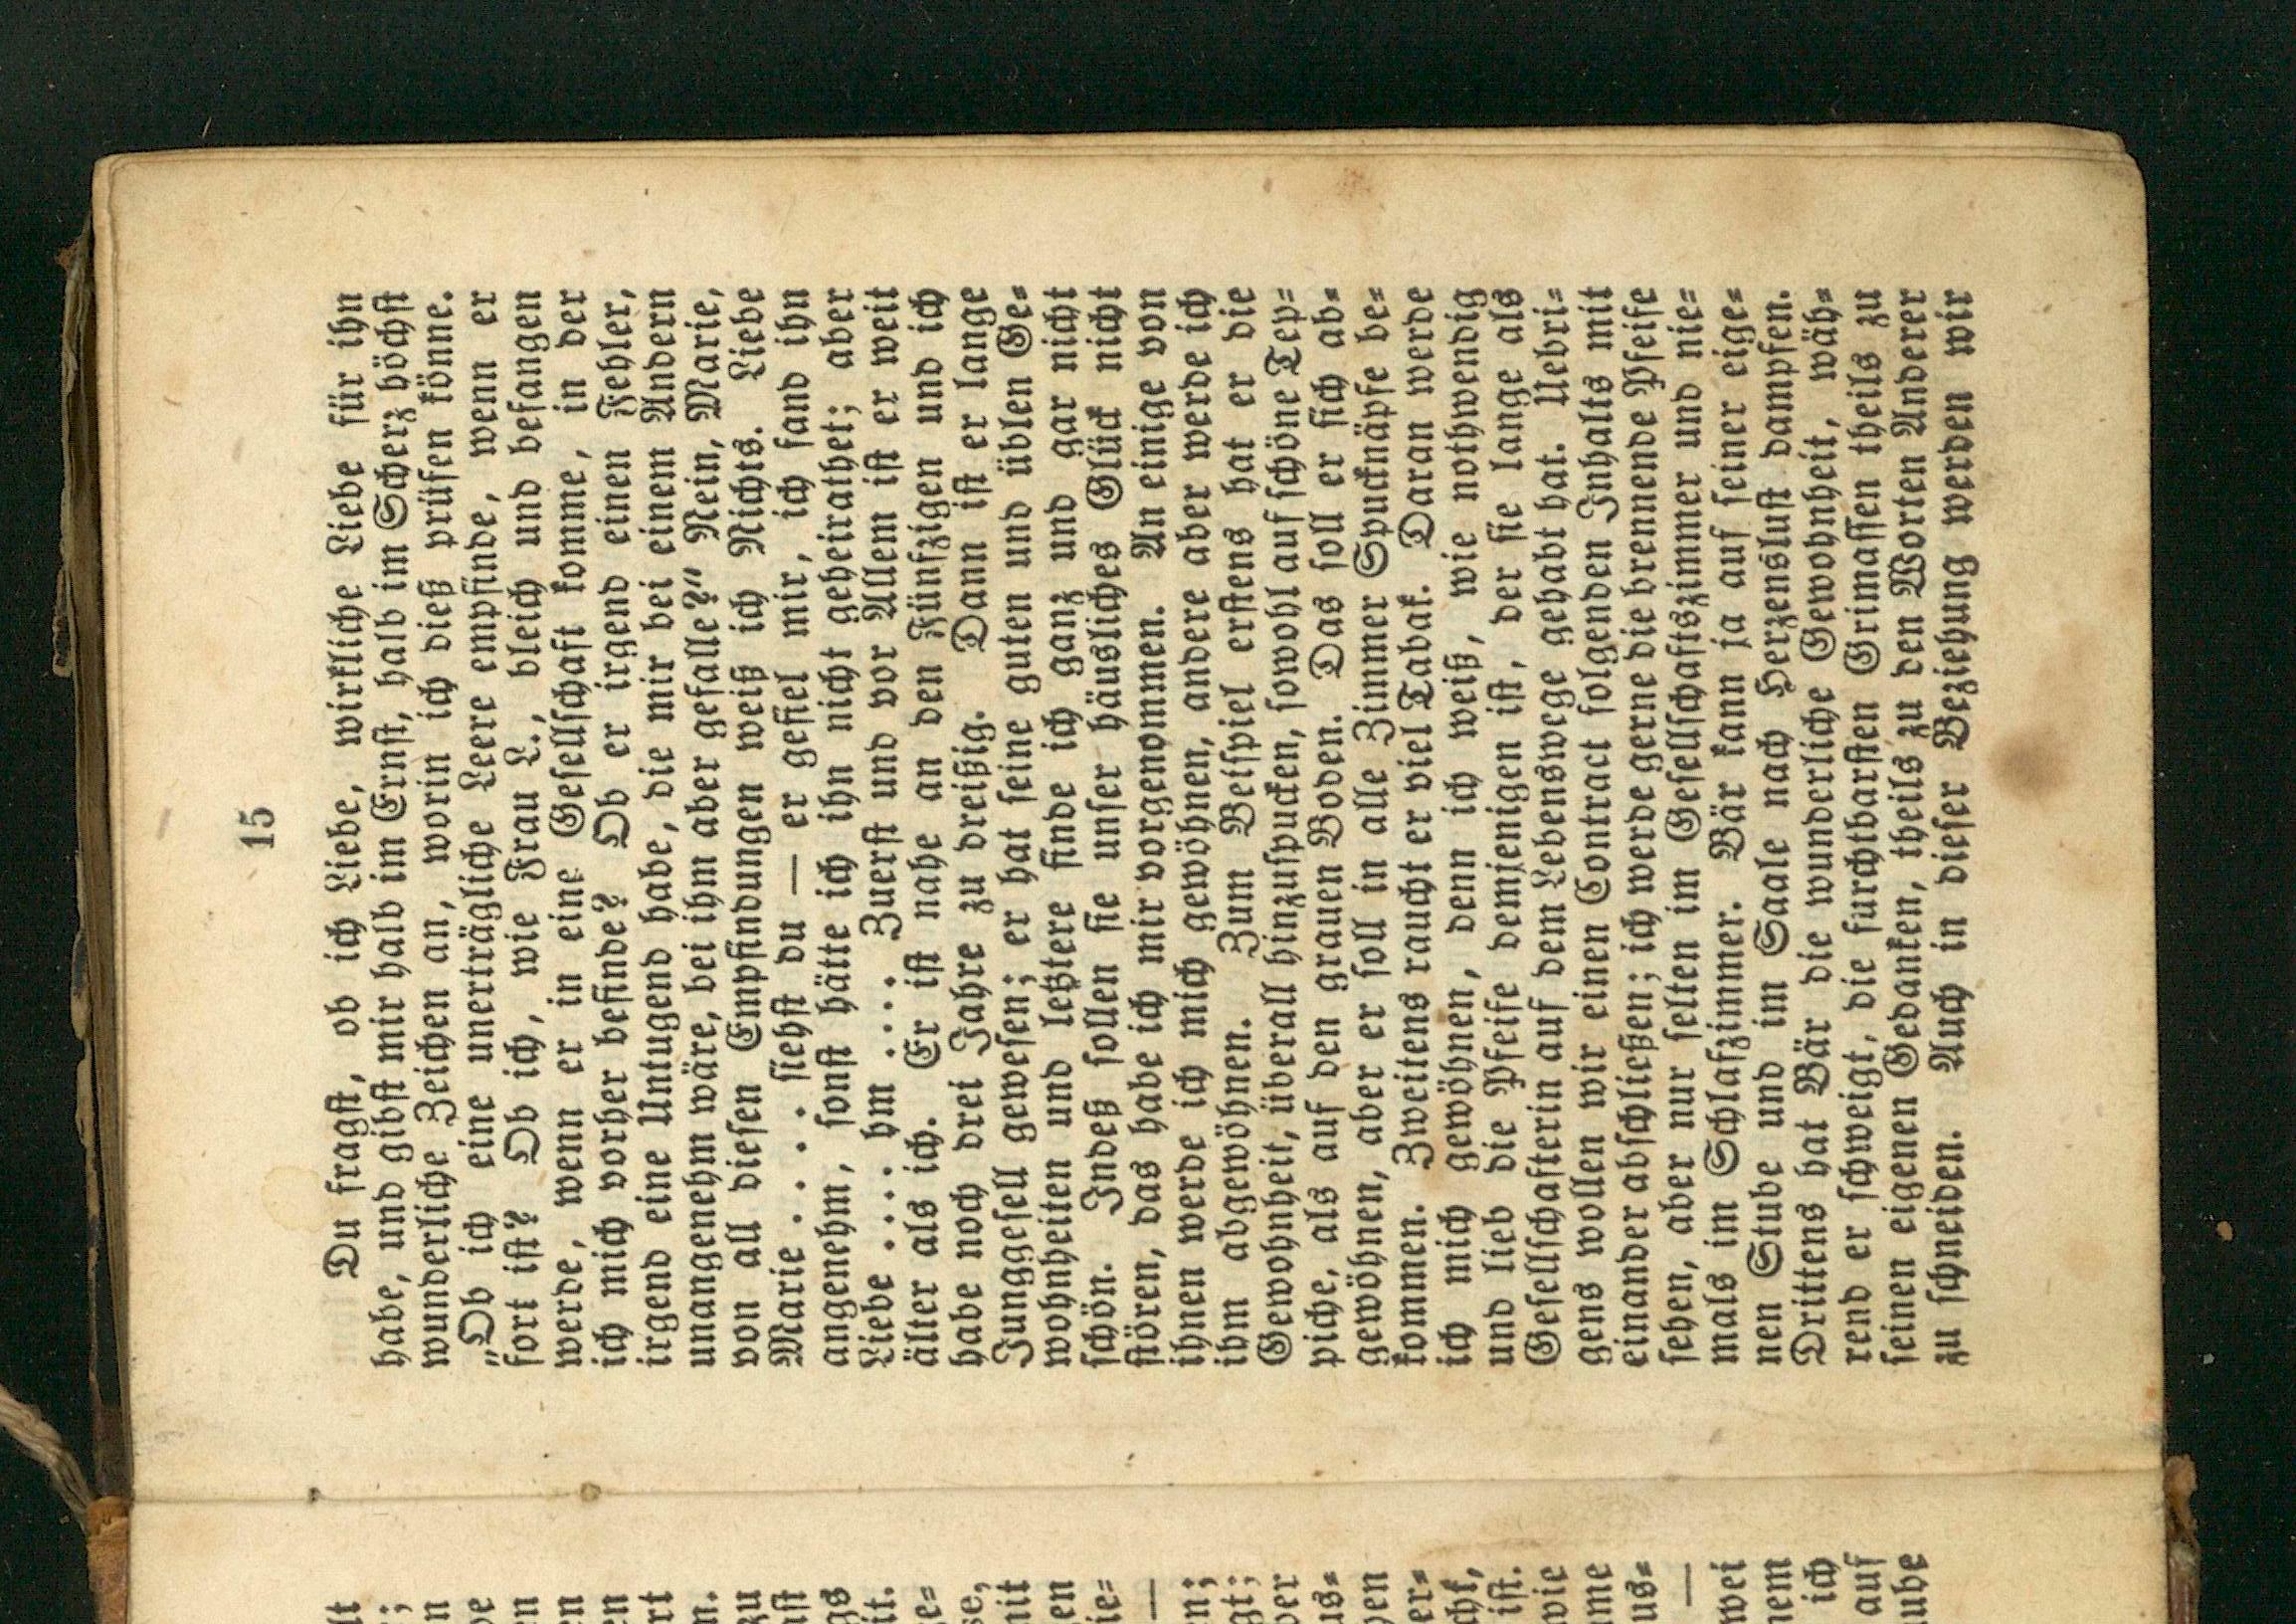 15
Du fragst, ob ich Liebe, wirkliche Liebe für ihn
habe, und gibst mir halb im Ernst, halb im Scherz höchst
wunderliche Zeichen an, worin ich dieß prüfen könne.
„Ob ich eine unerträgliche Leere empfinde, wenn er
fort ist? Ob ich, wie Frau L., bleich und befangen
werde, wenn er in eine Gesellschaft komme, in der
ich mich vorher befinde? Ob er irgend einen Fehler,
irgend eine Untugend habe, die mir bei einem Andern
unangenehm wäre, bei ihm aber gefalle?“ Nein, Marie,
von all diesen Empfindungen weiß ich Nichts. Liebe
Marie . . . . siehst du — er gefiel mir, ich fand ihn
angenehm, sonst hätte ich ihn nicht geheirathet; aber
Liebe .... hm .... Zuerst und vor Allem ist er weit
älter als ich. Er ist nahe an den Fünfzigen und ich
habe noch drei Jahre zu dreißig. Dann ist er lange
Junggesell gewesen; er hat seine guten und üblen Ge-
wohnheiten und letztere finde ich ganz und gar nicht
schön. Indeß sollen sie unser häusliches Glück nicht
stören, das habe ich mir vorgenommen. An einige von
ihnen werde ich mich gewöhnen, andere aber werde ich
ihm abgewöhnen. Zum Beispiel erstens hat er die
Gewohnheit, überall hinzuspucken, sowohl auf schöne Tep-
piche, als auf den grauen Boden. Das soll er sich ab-
gewöhnen, aber er soll in alle Zimmer Spucknäpfe be-
kommen. Zweitens raucht er viel Tabak. Daran werde
ich mich gewöhnen, denn ich weiß, wie nothwendig
und lieb die Pfeife demjenigen ist, der sie lange als
Gesellschafterin auf dem Lebenswege gehabt hat. Uebri-
gens wollen wir einen Contract folgenden Inhalts mit
einander abschließen; ich werde gerne die brennende Pfeife
sehen, aber nur selten im Gesellschaftszimmer und nie-
mals im Schlafzimmer. Bär kann ja auf seiner eige-
nen Stube und im Saale nach Herzenslust dampfen.
Drittens hat Bär die wunderliche Gewohnheit, wäh-
rend er schweigt, die furchtbarsten Grimassen theils zu
seinen eigenen Gedanken, theils zu den Worten Anderer
zu schneiden. Auch in dieser Beziehung werden wir